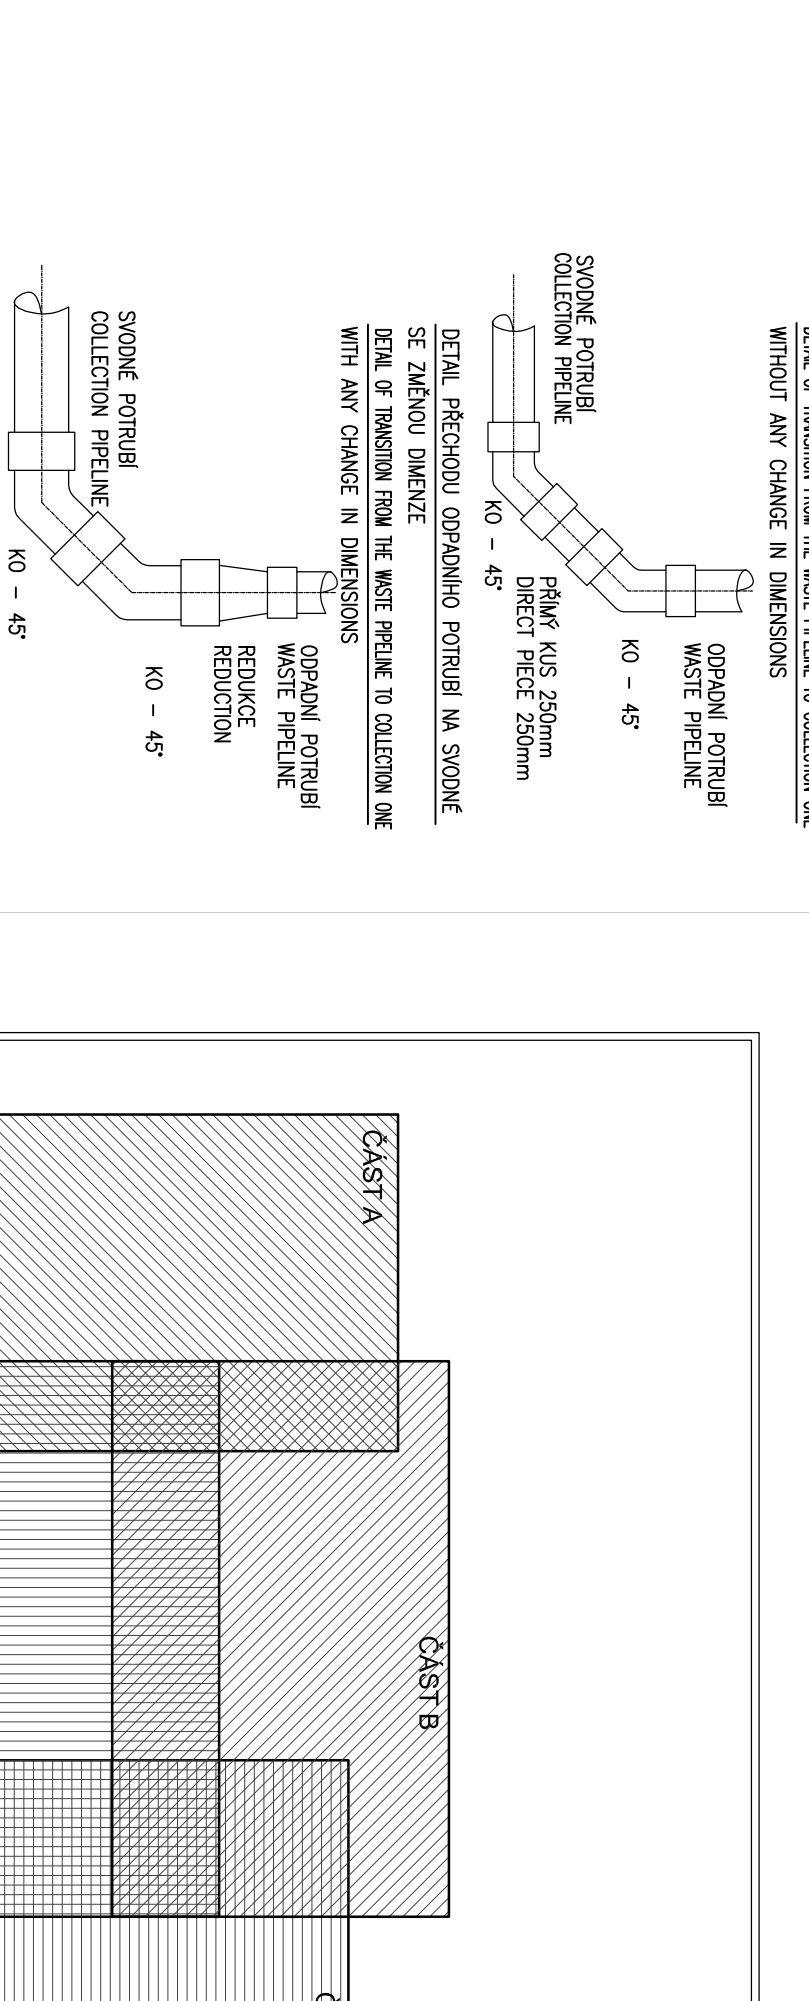 WITHOUT ANY CHANGE IN DIMENSIONS
ODPADNÍ POTRUBÍ
WASTE PIPELINE
KO – 45°
SVODNÉ POTRUBÍ
COLLECTION PIPELINE
PŘÍMÝ KUS 250mm
DIRECT PIECE 250mm
KO – 45°
DETAIL PŘECHODU ODPADNÍHO POTRUBÍ NA SVODNÉ
SE ZMĚNOU DIMENZE
DETAIL OF TRANSITION FROM THE WASTE PIPELINE TO COLLECTION ONE
WITH ANY CHANGE IN DIMENSIONS
ODPADNÍ POTRUBÍ
WASTE PIPELINE
REDUKCE
REDUCTION
KO – 45°
SVODNÉ POTRUBÍ
COLLECTION PIPELINE
KO – 45°
ČÁST A
ČÁST B